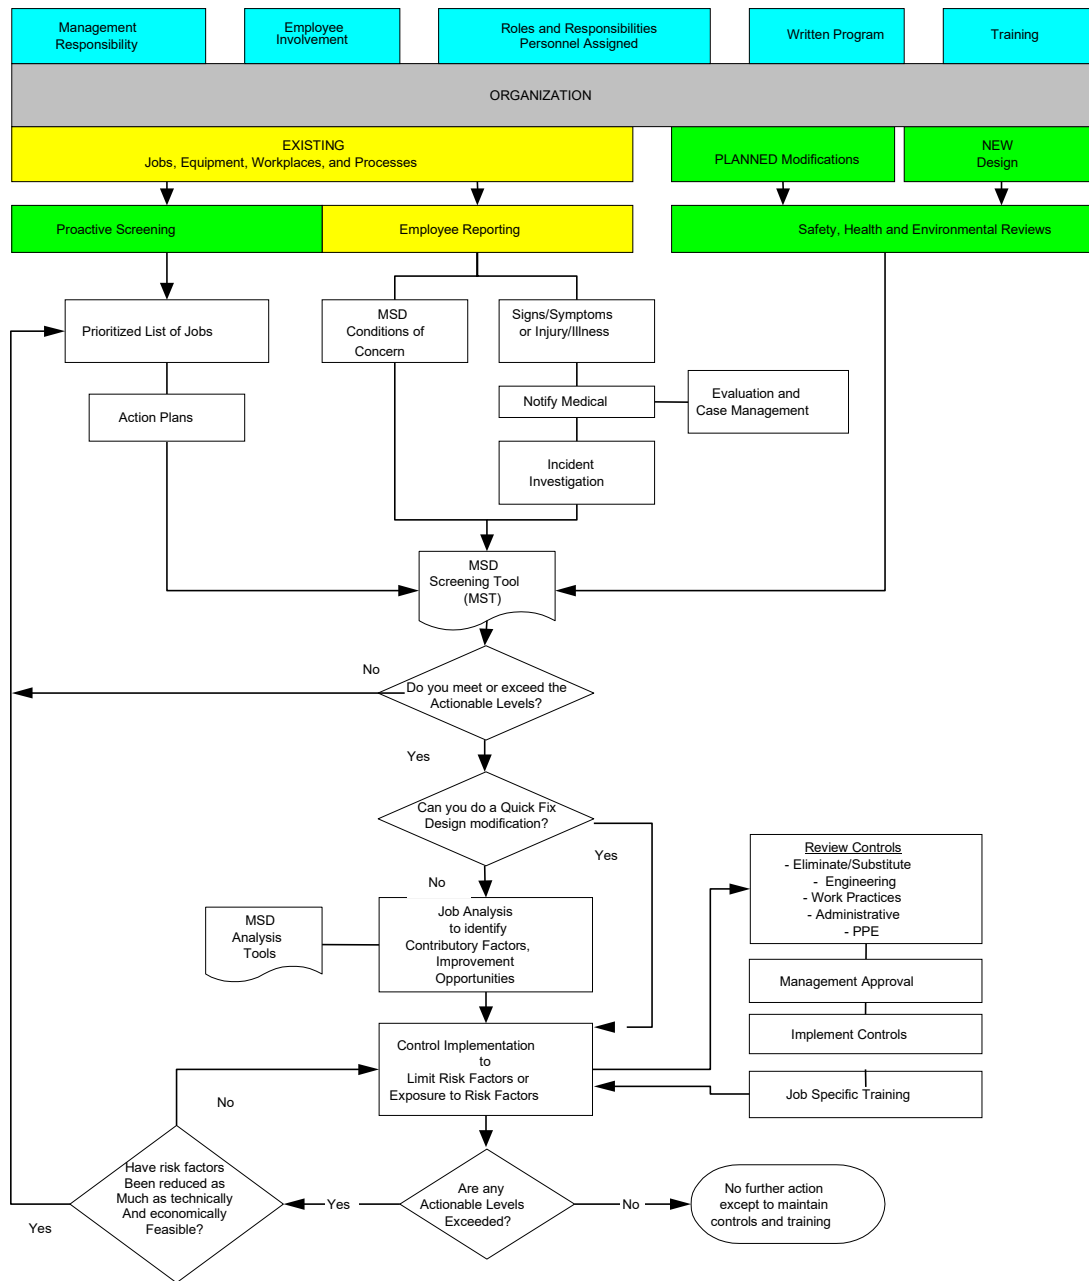 Management
Responsibility
Employee
Involvement
Roles and Responsibilities
Personnel Assigned
Written Program
Training
ORGANIZATION
EXISTING
Jobs, Equipment, Workplaces, and Processes
PLANNED Modifications
NEW
Design
Proactive Screening
Employee Reporting
Safety, Health and Environmental Reviews
Prioritized List of Jobs
MSD
Conditions of
Concern
Signs/Symptoms
or Injury/Illness
Action Plans
Notify Medical
Evaluation and
Case Management
Incident
Investigation
MSD
Screening Tool
(MST)
No
Do you meet or exceed the
Actionable Levels?
Yes
Can you do a Quick Fix
Design modification?
Yes
No
Review Controls
- Eliminate/Substitute
- Engineering
- Work Practices
- Administrative
- PPE
MSD
Analysis
Tools
Job Analysis
to identify
Contributory Factors,
Improvement
Opportunities
Management Approval
Implement Controls
Control Implementation
to
Limit Risk Factors or
Exposure to Risk Factors
Job Specific Training
No
Have risk factors
Been reduced as
Much as technically
And economically
Feasible?
Yes
Yes
Are any
Actionable Levels
Exceeded?
No
No further action
except to maintain
controls and training